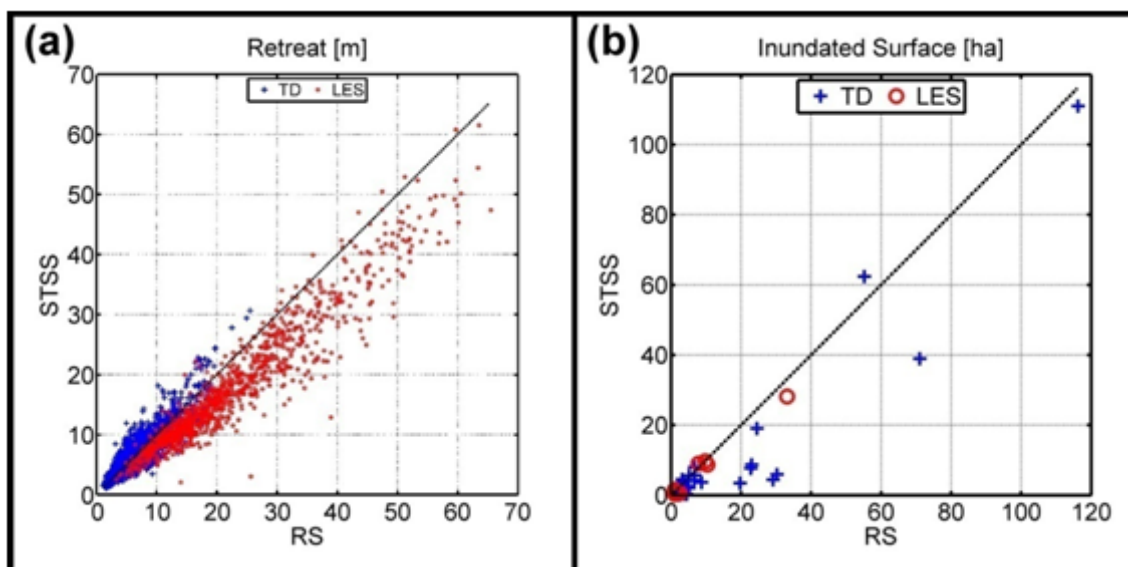 (a)
Retreat [m]
TD LES
70
60
50
40
30
20
10
0
STSS
0 10 20 30 40 50 60 70
RS
(b)
Inundated Surface [ha]
TD LES
120
100
80
60
40
20
0
STSS
0 20 40 60 80 100 120
RS